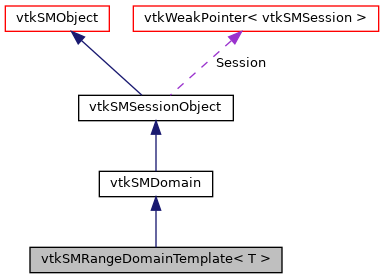 vtkSMObject
vtkWeakPointer< vtkSMSession >
Session
vtkSMSessionObject
vtkSMDomain
vtkSMRangeDomainTemplate< T >